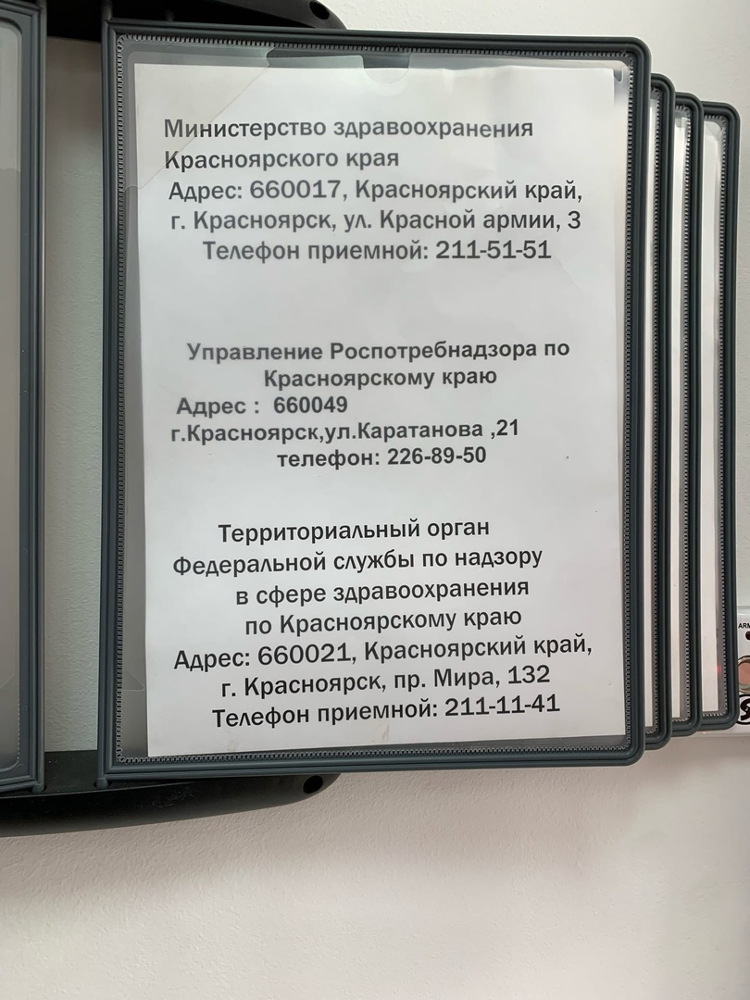 Министерство здравоохранения
Красноярского края
Адрес: 660017, Красноярский край,
г. Красноярск, ул. Красной армии, 3
Телефон приемной: 211-51-51
Управление Роспотребнадзора по
Красноярскому краю
Адрес : 660049
г.Красноярск,ул.Каратанова ,21
телефон: 226-89-50
Территориальный орган
Федеральной службы по надзору
в сфере здравоохранения
по Красноярскому краю
Адрес: 660021, Красноярский край,
г. Красноярск, пр. Мира, 132
Телефон приемной: 211-11-41